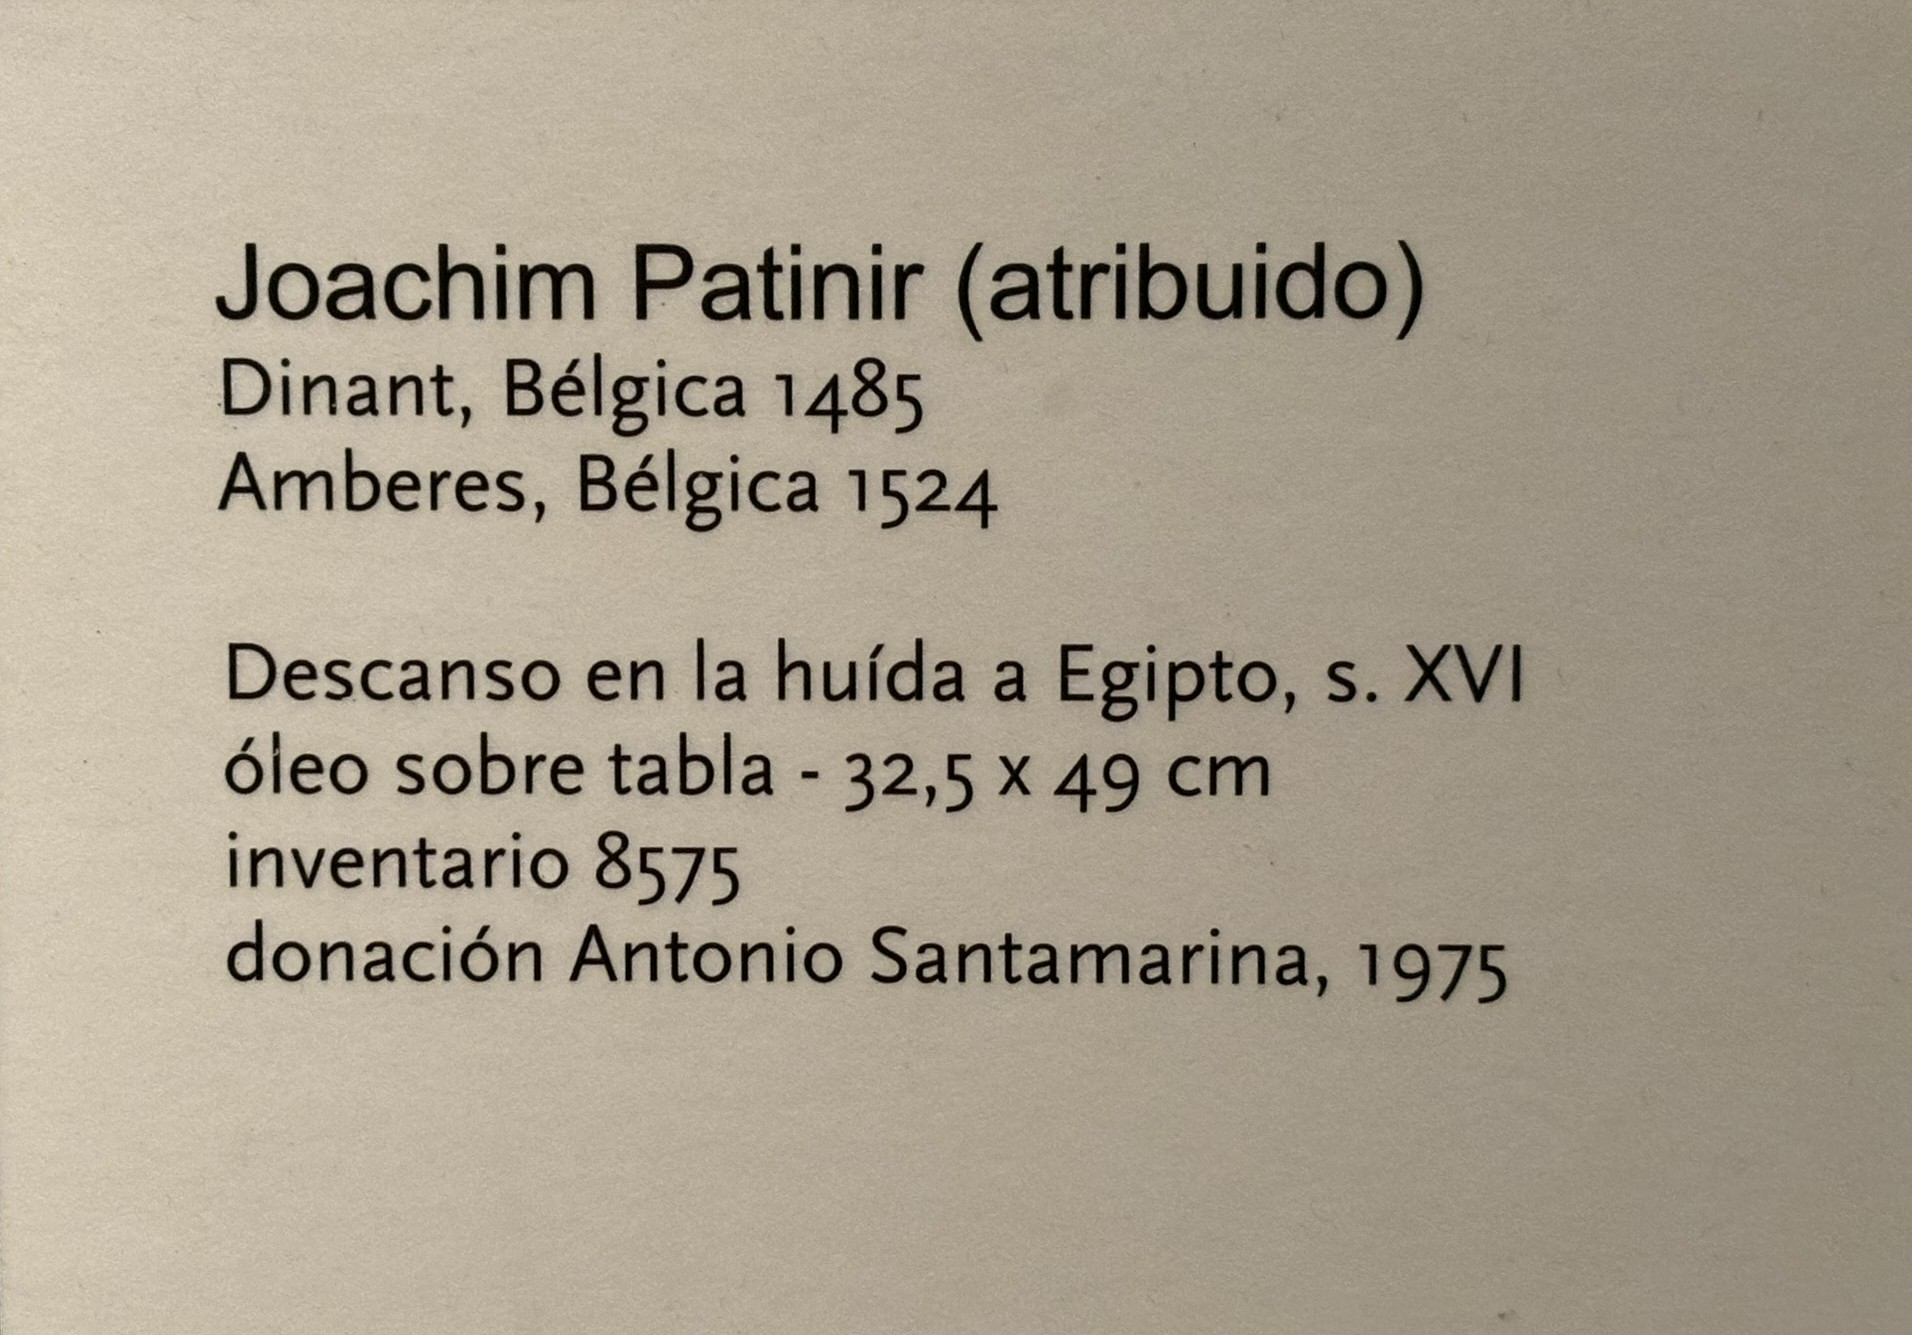 Joachim Patinir (atribuido)
Dinant, Bélgica 1485
Amberes, Bélgica 1524
Descanso en la huída a Egipto, s. XVI
óleo sobre tabla - 32,5 x 49 cm
inventario 8575
donación Antonio Santamarina, 1975